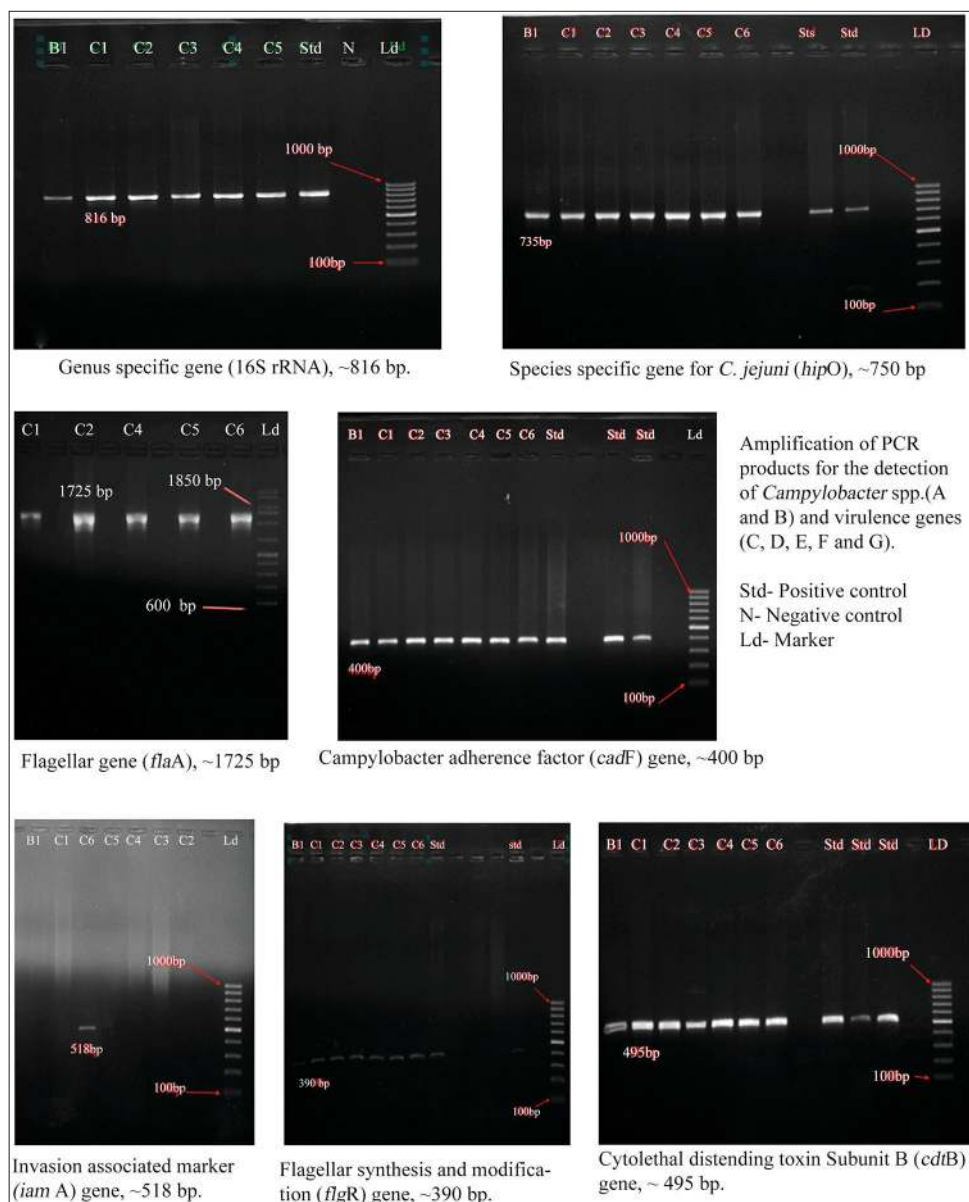 B1 C1 C2 C3 C4 C5 Std N Ld
1000 bp
816 bp
100bp
Genus specific gene (16S rRNA), ~816 bp.
B1 C1 C2 C3 C4 C5 C6 Sts Std LD
1000bp
735bp
100bp
Species specific gene for C. jejuni (hipO), ~750 bp
C1 C2 C4 C5 C6 Ld
1725 bp
1850 bp
600 bp
Flagellar gene (flaA), ~1725 bp
B1 C1 C2 C3 C4 C5 C6 Std Std Std Ld
1000bp
400bp
100bp
Campylobacter adherence factor (cadF) gene, ~400 bp
Amplification of PCR
products for the detection
of Campylobacter spp.(A
and B) and virulence genes
(C, D, E, F and G).
Std- Positive control
N- Negative control
Ld- Marker
B1 C1 C6 C5 C4 C3 C2 Ld
1000bp
518bp
100bp
Invasion associated marker
(iam A) gene, ~518 bp.
B1 C1 C2 C3 C4 C5 C6 Std std Ld
1000bp
390bp
100bp
Flagellar synthesis and modifica-
tion (flgR) gene, ~390 bp.
B1 C1 C2 C3 C4 C5 C6 Std Std Std LD
1000bp
495bp
100bp
Cytolethal distending toxin Subunit B (cdtB)
gene, ~ 495 bp.